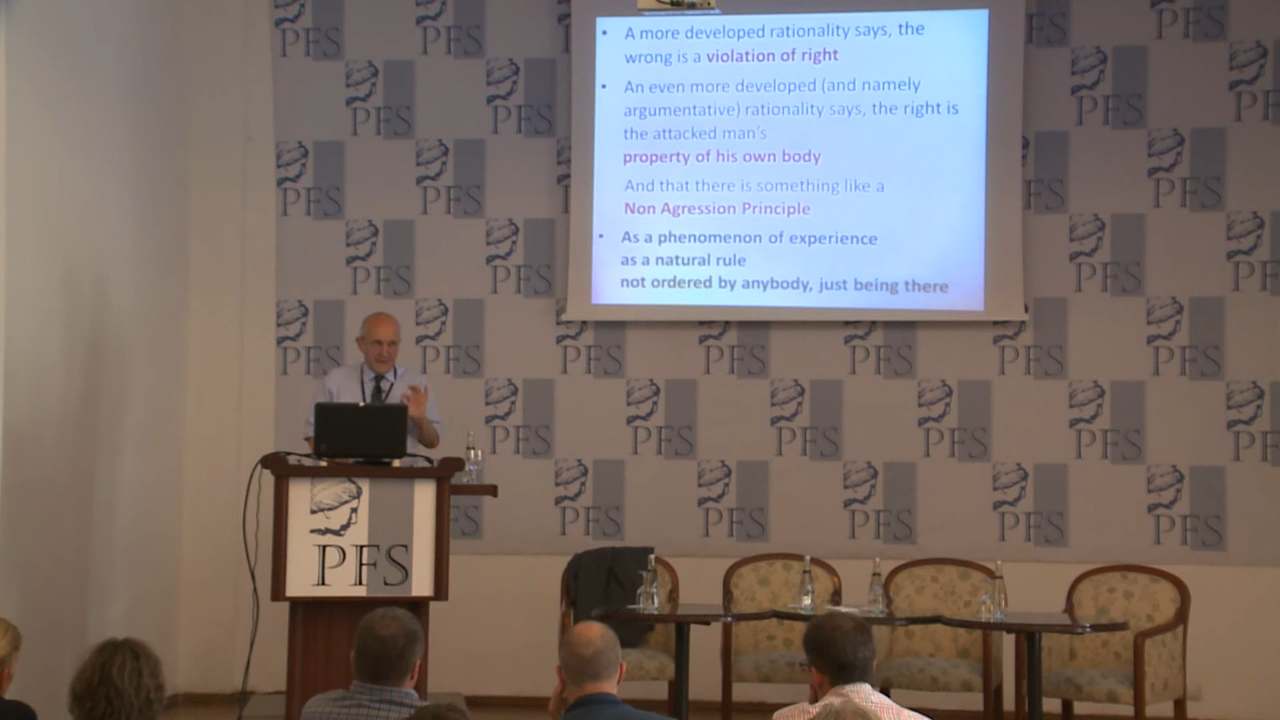 • A more developed rationality says, the
wrong is a violation of right
• An even more developed (and namely
argumentative) rationality says, the right is
the attacked man's
property of his own body
And that there is something like a
Non Agression Principle
• As a phenomenon of experience
as a natural rule
not ordered by anybody, just being there
PFS